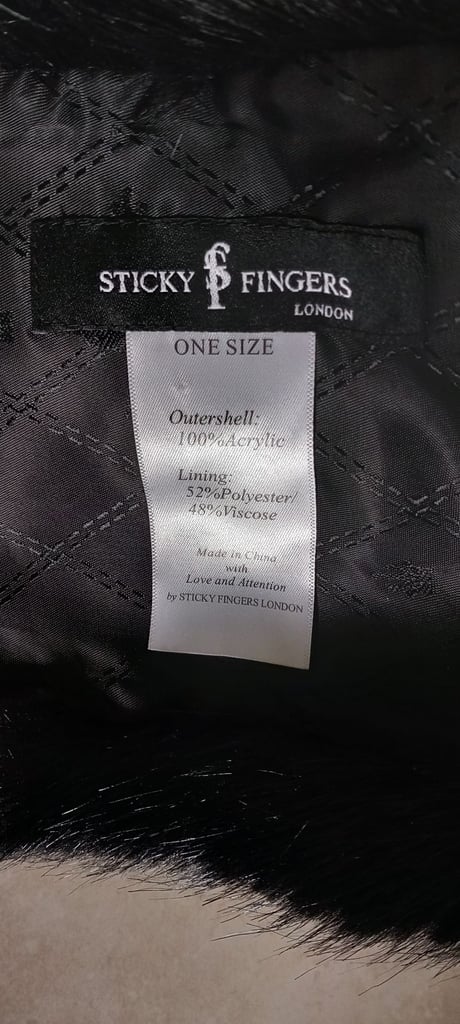 STICKY SF FINGERS
LONDON
ONE SIZE
Outershell:
100%Acrylic
Lining:
52%Polyester/
48%Viscose
Made in China
with
Love and Attention
by STICKY FINGERS LONDON